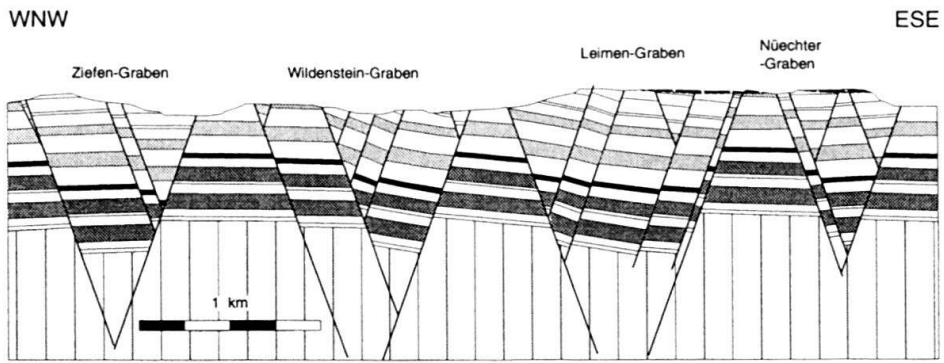 WNW
ESE
Ziefen-Graben
Wildenstein-Graben
Leimen-Graben
Nüechter
-Graben
1 km